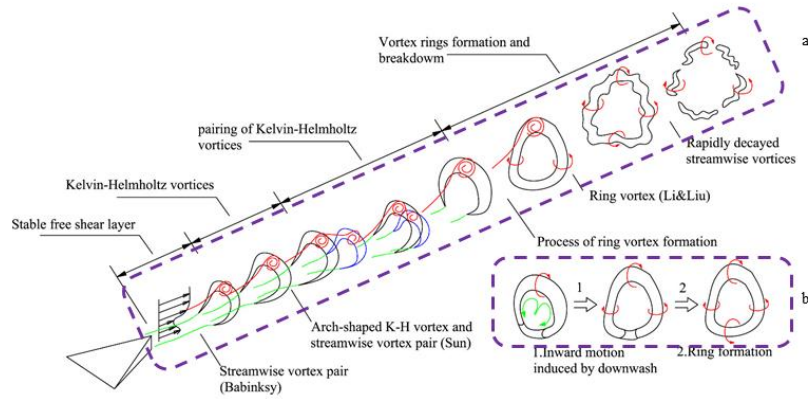 Vortex rings formation and
breakdowm
a
pairing of Kelvin-Helmholtz
vortices
Kelvin-Helmholtz vortices
Stable free shear layer
Rapidly decayed
streamwise vortices
Ring vortex (Li&Liu)
Process of ring vortex formation
1
2
b
Arch-shaped K-H vortex and
streamwise vortex pair (Sun)
Streamwise vortex pair
(Babinksy)
1.Inward motion
induced by downwash
2.Ring formation